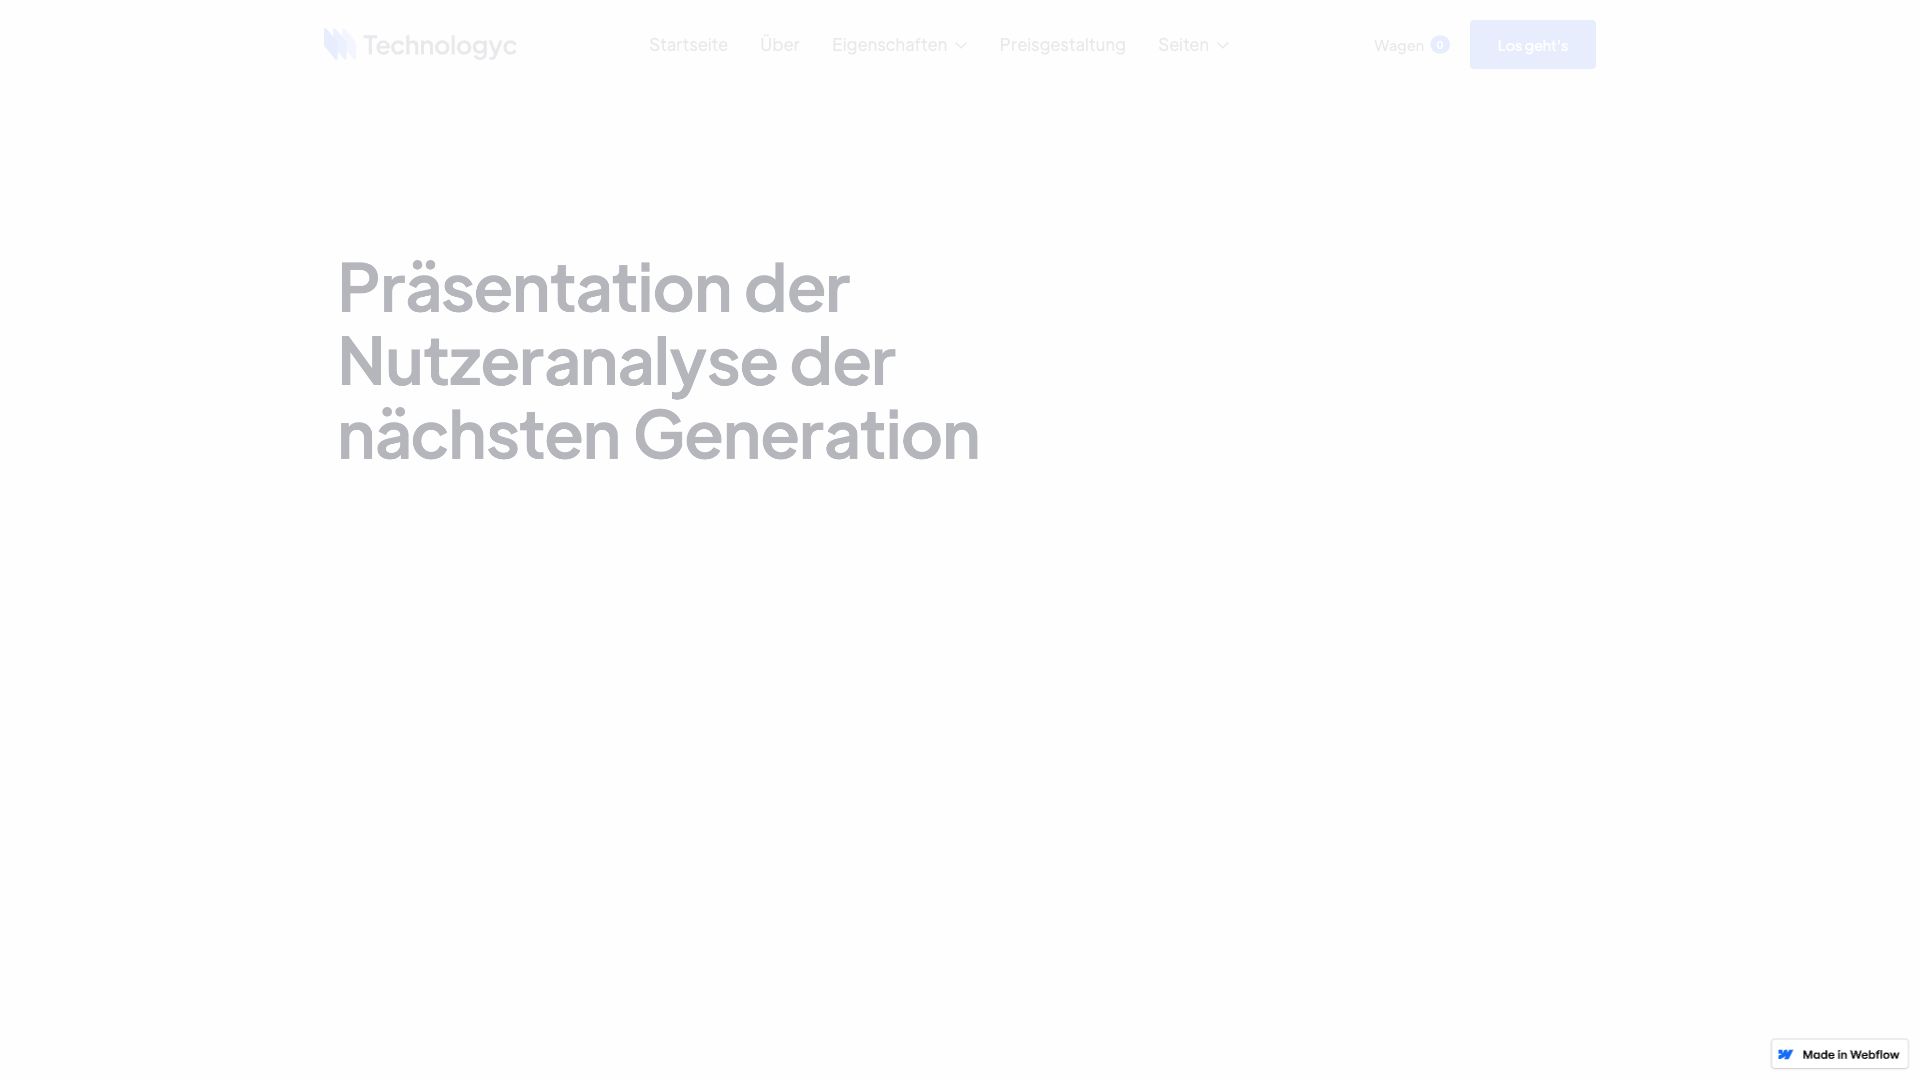 Technologyc
Startseite
Über
Eigenschaften
Preisgestaltung
Seiten
Wagen 0
Los geht's
Präsentation der
Nutzeranalyse der
nächsten Generation
Made in Webflow